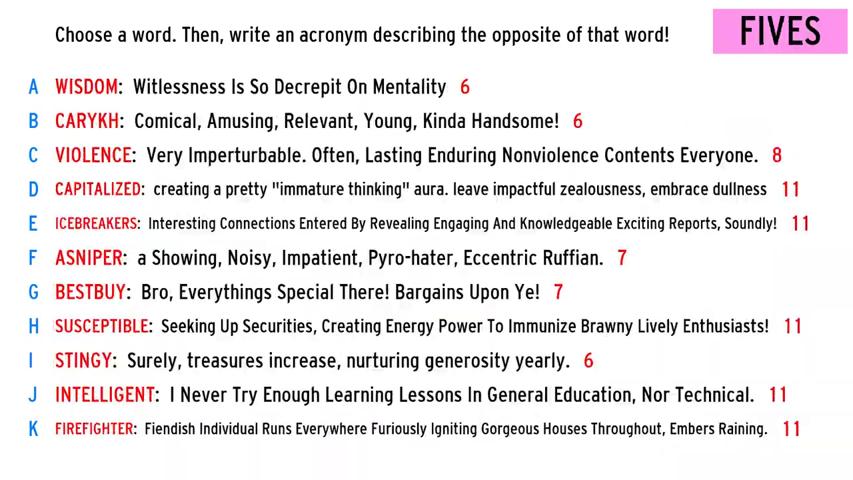 Choose a word. Then, write an acronym describing the opposite of that word!
FIVES
A WISDOM: Witlessness Is So Decrepit On Mentality 6
B CARYKH: Comical, Amusing, Relevant, Young, Kinda Handsome! 6
C VIOLENCE: Very Imperturbable. Often, Lasting Enduring Nonviolence Contents Everyone. 8
D CAPITALIZED: creating a pretty "immature thinking" aura. leave impactful zealousness, embrace dullness 11
E ICEBREAKERS: Interesting Connections Entered By Revealing Engaging And Knowledgeable Exciting Reports, Soundly! 11
F ASNIPER: a Showing, Noisy, Impatient, Pyro-hater, Eccentric Ruffian. 7
G BESTBUY: Bro, Everythings Special There! Bargains Upon Ye! 7
H SUSCEPTIBLE: Seeking Up Securities, Creating Energy Power To Immunize Brawny Lively Enthusiasts! 11
I STINGY: Surely, treasures increase, nurturing generosity yearly. 6
J INTELLIGENT: I Never Try Enough Learning Lessons In General Education, Nor Technical. 11
K FIREFIGHTER: Fiendish Individual Runs Everywhere Furiously Igniting Gorgeous Houses Throughout, Embers Raining. 11